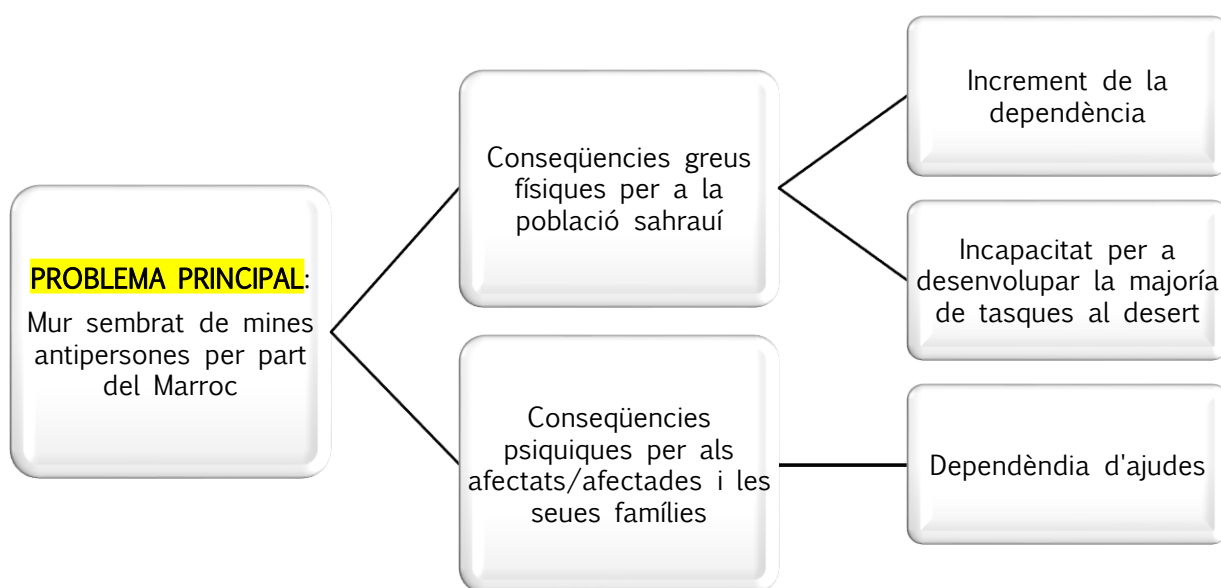 PROBLEMA PRINCIPAL:
Mur sembrat de mines
antipersones per part
del Marroc
Conseqüencies greus
físiques per a la
població sahrauí
Increment de la
dependència
Incapacitat per a
desenvolupar la majoría
de tasques al desert
Conseqüencies
psiquiques per als
afectats/afectades i les
seues famílies
Dependèndia d'ajudes